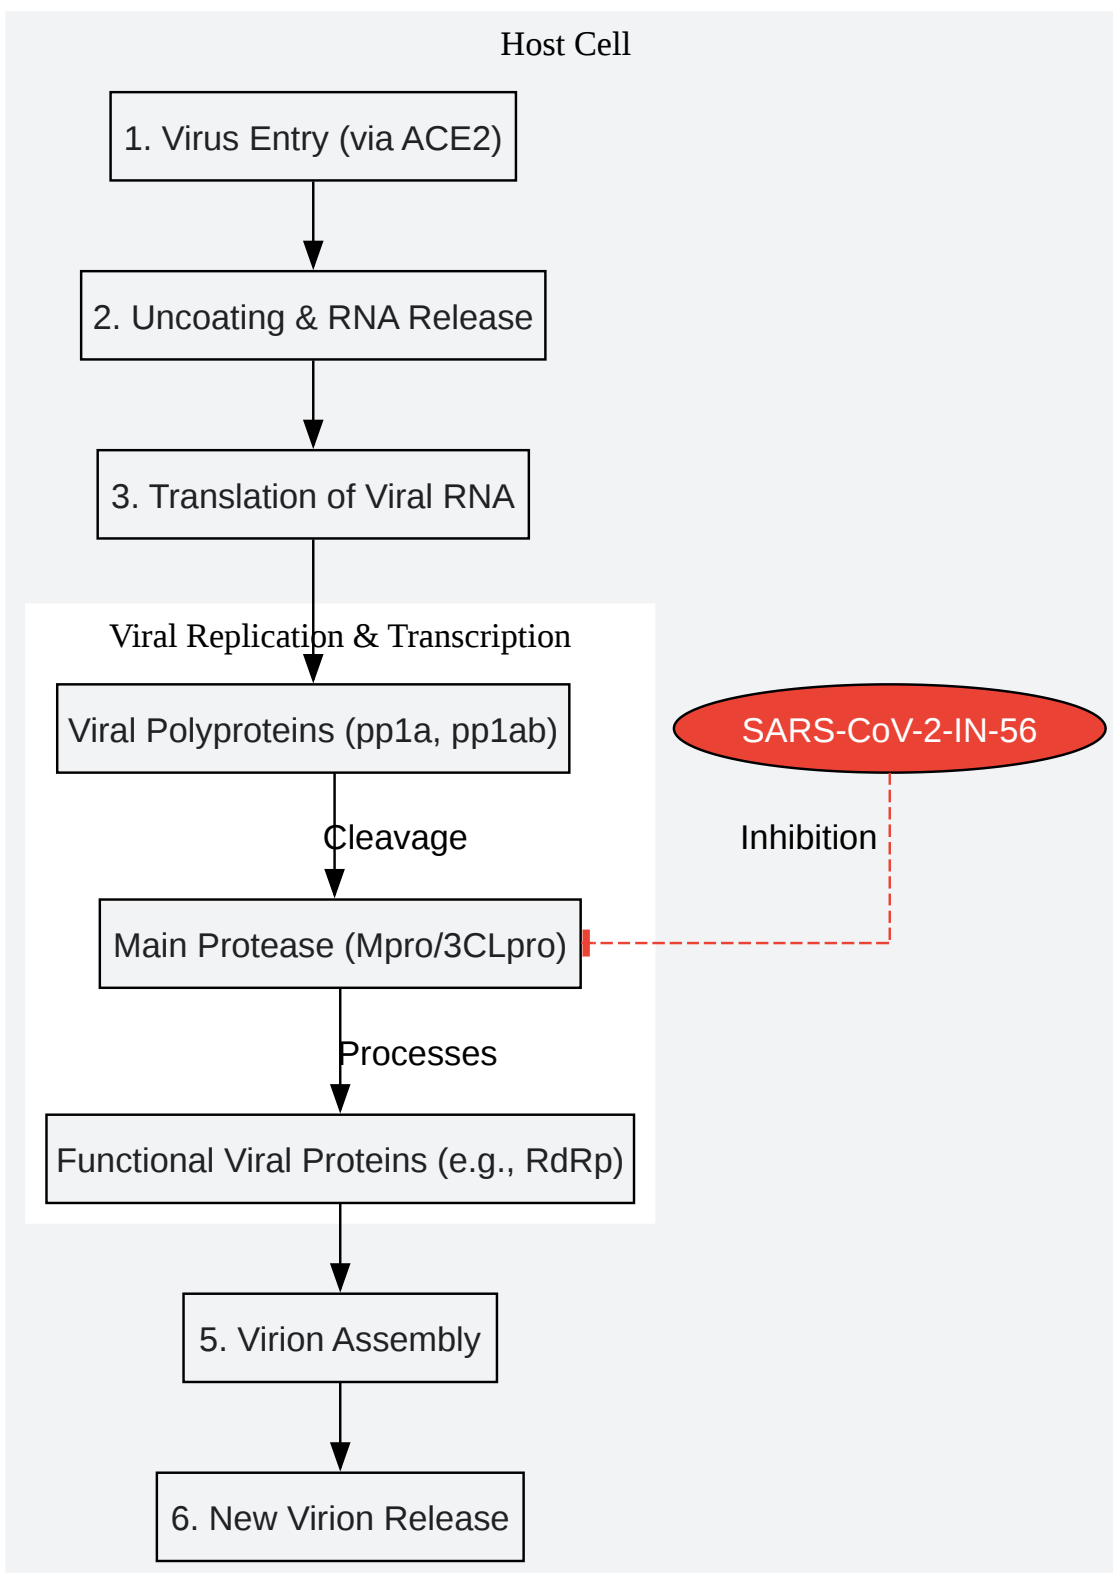 Host Cell
1. Virus Entry (via ACE2)
2. Uncoating & RNA Release
3. Translation of Viral RNA
Viral Replication & Transcription
Viral Polyproteins (pp1a, pp1ab)
SARS-CoV-2-IN-56
Cleavage
Inhibition
Main Protease (Mpro/3CLpro)
Processes
Functional Viral Proteins (e.g., RdRp)
5. Virion Assembly
6. New Virion Release